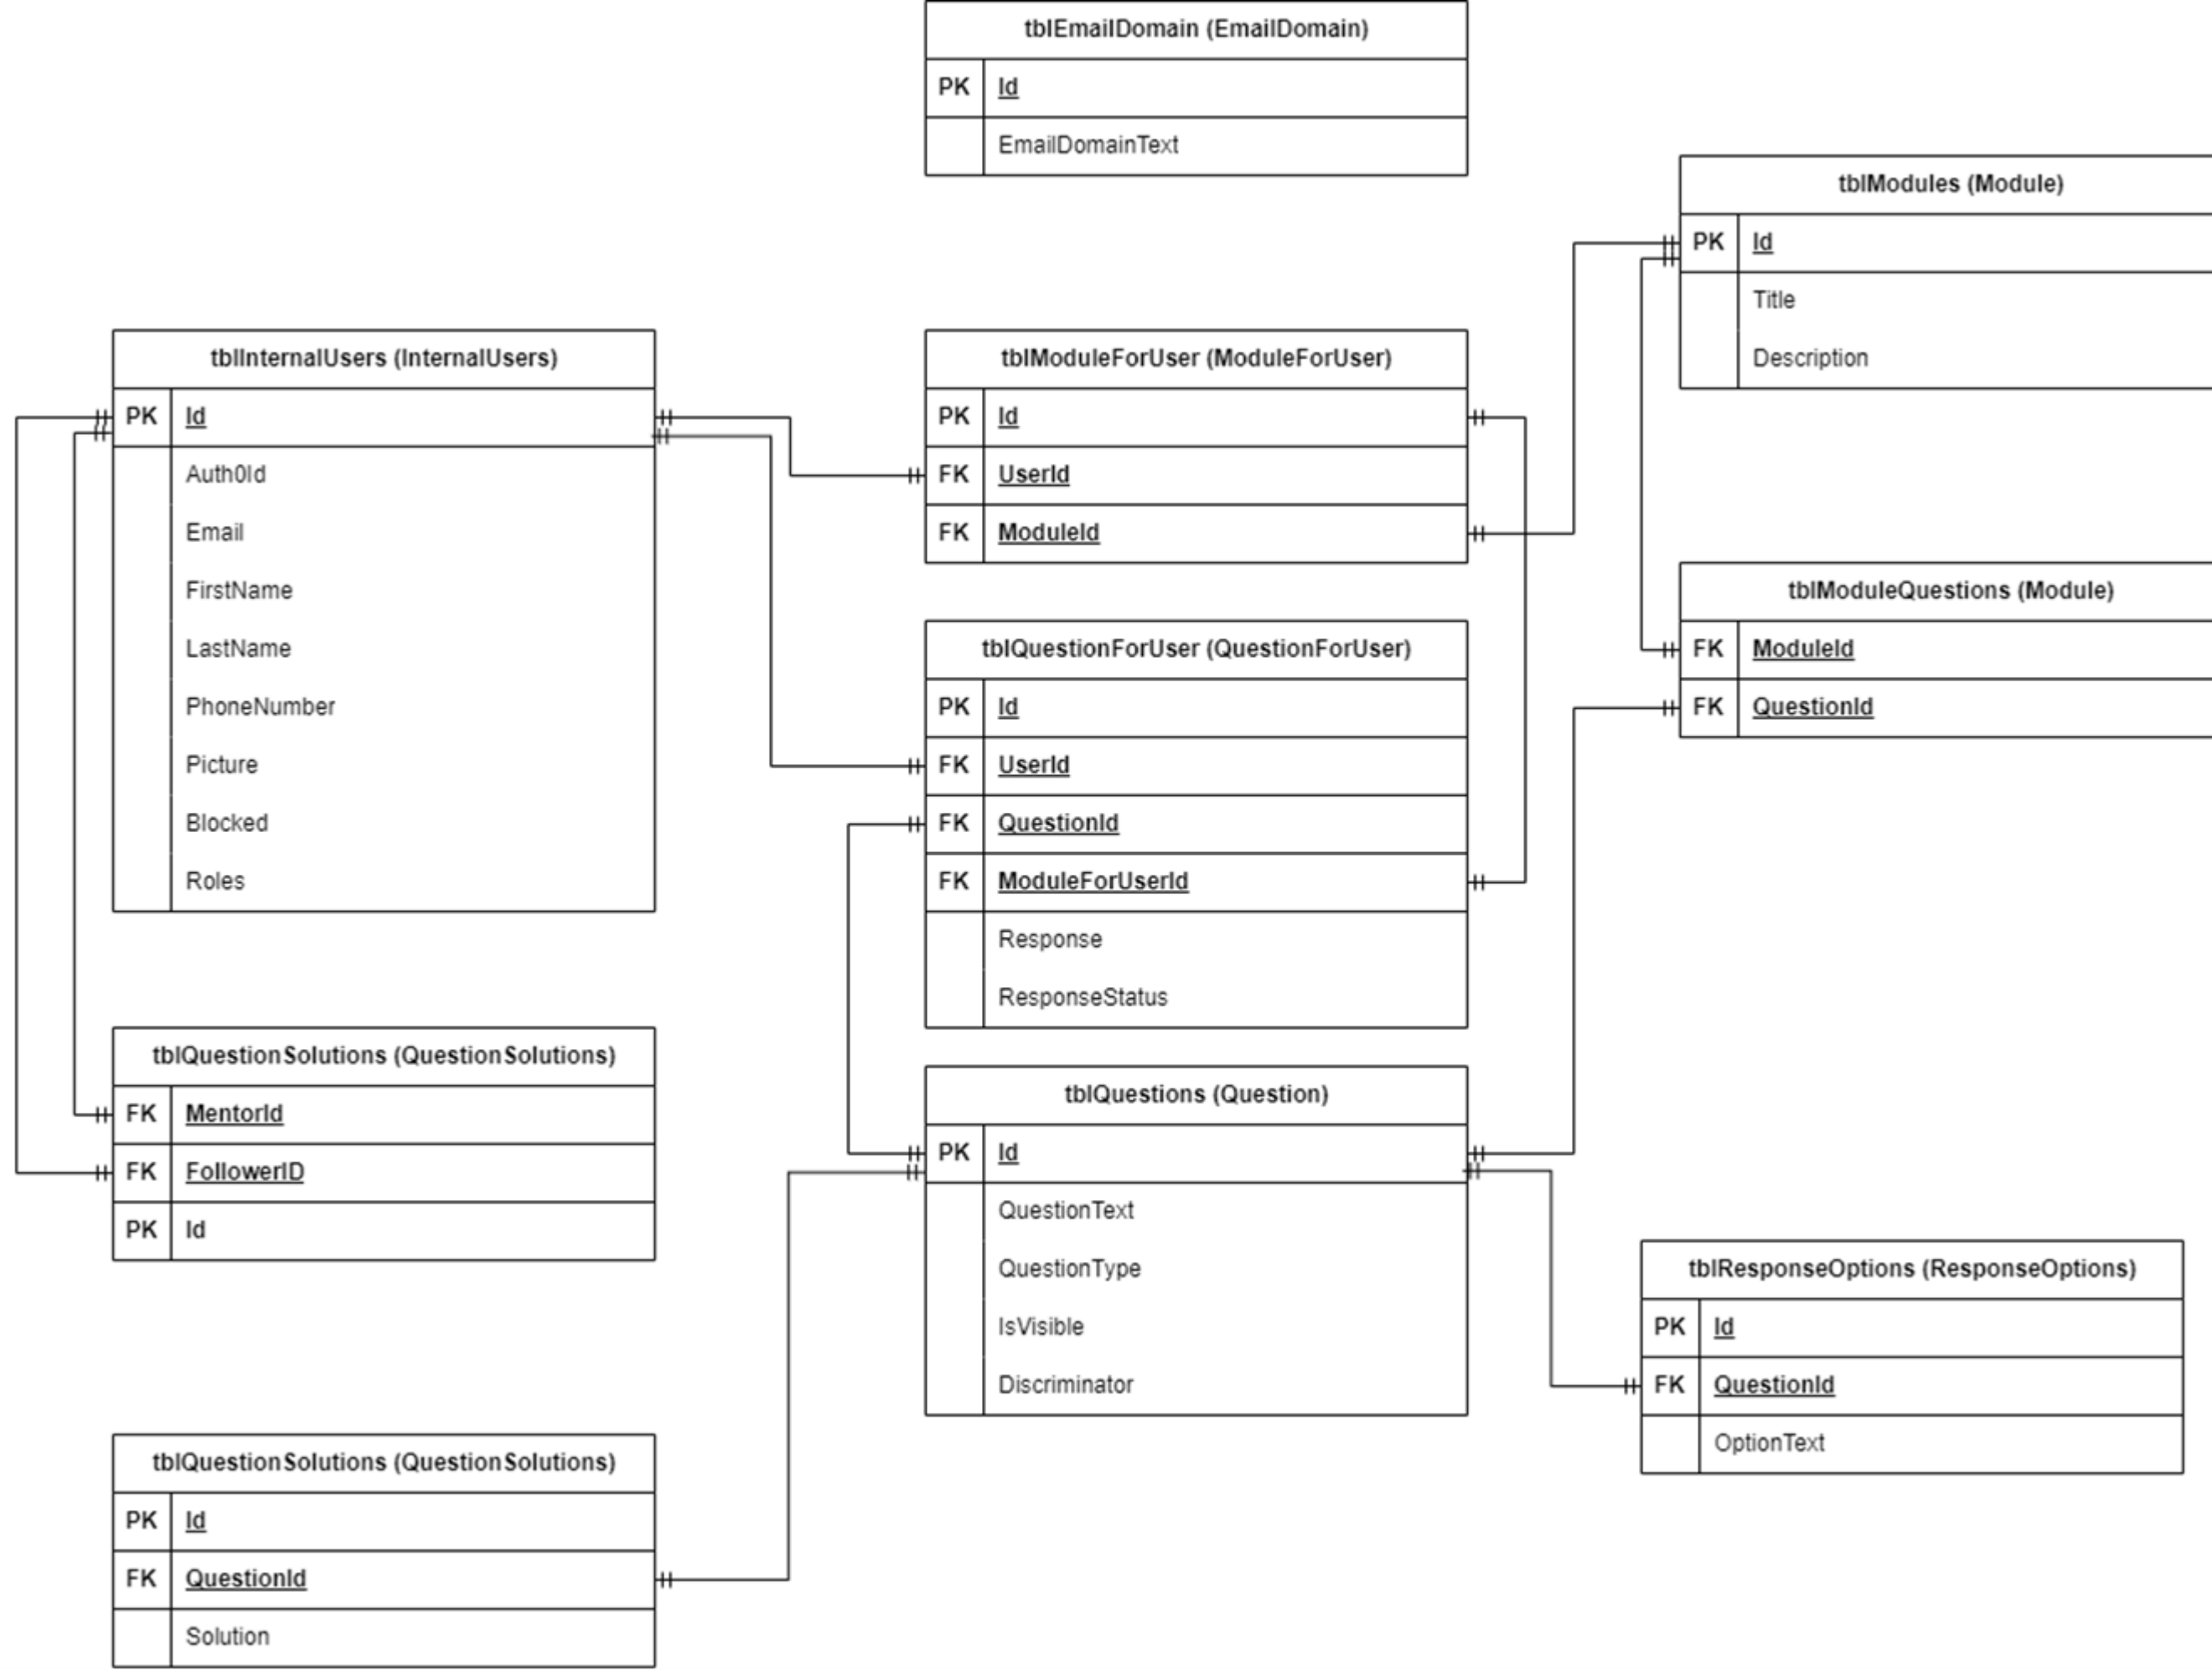 tblEmailDomain (EmailDomain)
PK Id
EmailDomainText
tblModules (Module)
PK Id
Title
Description
tblInternalUsers (InternalUsers)
PK Id
Auth0Id
Email
FirstName
LastName
PhoneNumber
Picture
Blocked
Roles
tblModuleForUser (ModuleForUser)
PK Id
FK UserId
FK ModuleId
tblModuleQuestions (Module)
FK ModuleId
FK QuestionId
tblQuestionForUser (QuestionForUser)
PK Id
FK UserId
FK QuestionId
FK ModuleForUserId
Response
ResponseStatus
tblQuestionSolutions (QuestionSolutions)
FK MentorId
FK FollowerID
PK Id
tblQuestions (Question)
PK Id
QuestionText
QuestionType
IsVisible
Discriminator
tblResponseOptions (ResponseOptions)
PK Id
FK QuestionId
OptionText
tblQuestionSolutions (QuestionSolutions)
PK Id
FK QuestionId
Solution